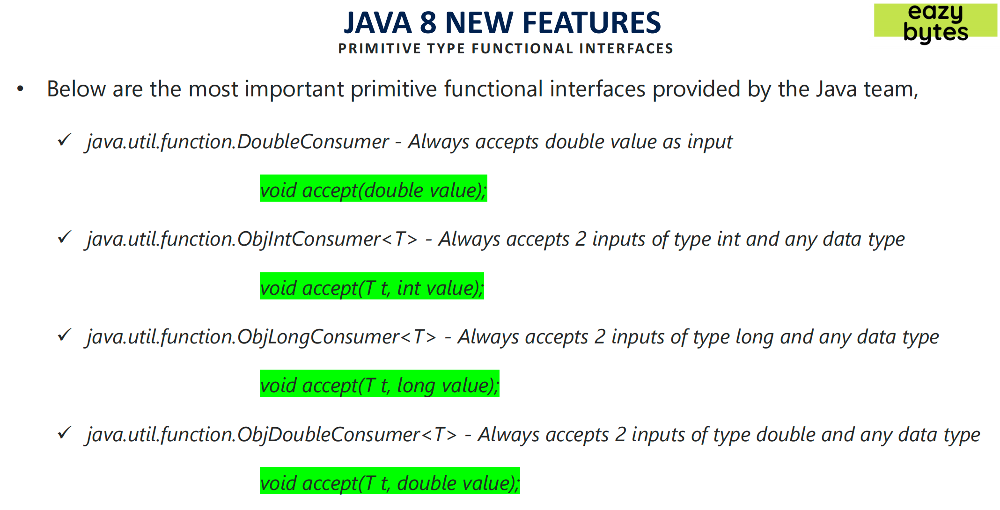 JAVA 8 NEW FEATURES
eazy
bytes
PRIMITIVE TYPE FUNCTIONAL INTERFACES
• Below are the most important primitive functional interfaces provided by the Java team,
✓ java.util.function.DoubleConsumer - Always accepts double value as input
void accept(double value);
✓ java.util.function.ObjIntConsumer<T> - Always accepts 2 inputs of type int and any data type
void accept(T t, int value);
✓ java.util.function.ObjLongConsumer<T> - Always accepts 2 inputs of type long and any data type
void accept(T t, long value);
✓ java.util.function.ObjDoubleConsumer<T> - Always accepts 2 inputs of type double and any data type
void accept(T t, double value);